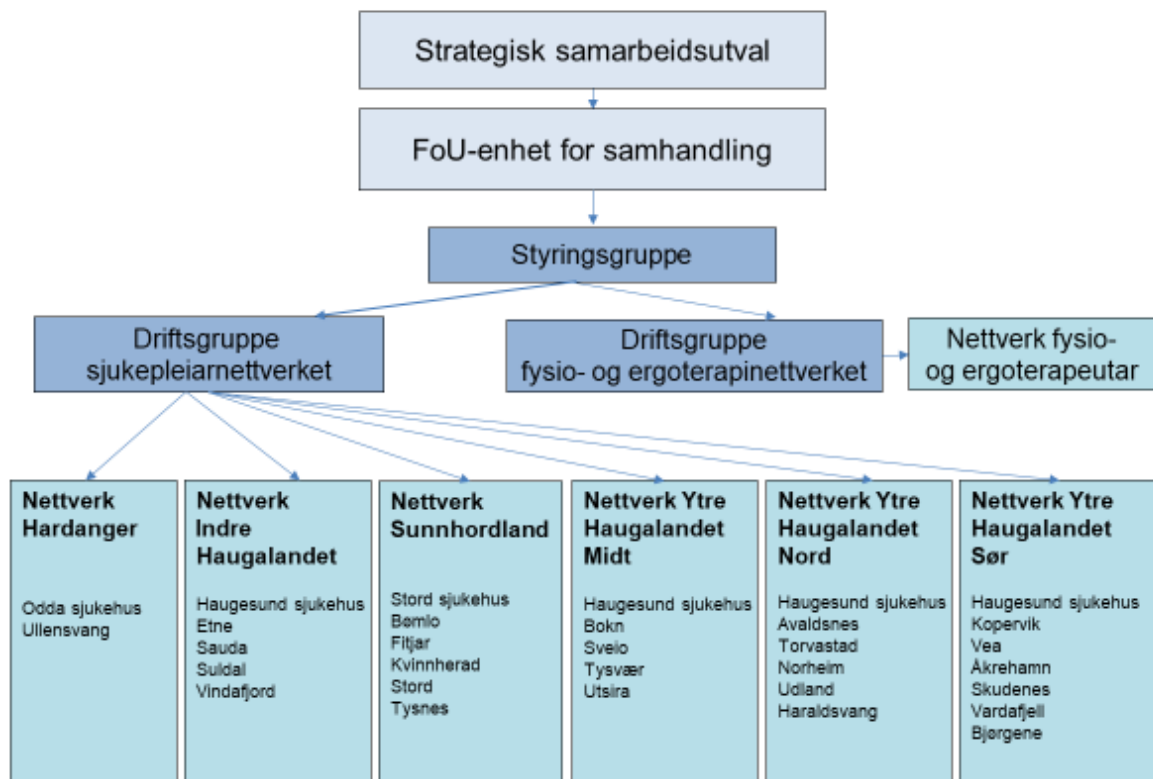 Strategisk samarbeidsutval
FoU-enhet for samhandling
Styringsgruppe
Driftsgruppe
sjukepleiarnettverket
Driftsgruppe
fysio- og ergoterapinettverket
Nettverk fysio-
og ergoterapeutar
Nettverk
Hardanger
Odda sjukehus
Ullensvang
Nettverk
Indre
Haugalandet
Haugesund sjukehus
Etne
Sauda
Suldal
Vindafjord
Nettverk
Sunnhordland
Stord sjukehus
Bømlo
Fitjar
Kvinnherad
Stord
Tysnes
Nettverk Ytre
Haugalandet
Midt
Haugesund sjukehus
Bokn
Sveio
Tysvær
Utsira
Nettverk Ytre
Haugalandet
Nord
Haugesund sjukehus
Avaldsnes
Torvastad
Norheim
Udland
Haraldsvang
Nettverk Ytre
Haugalandet
Sør
Haugesund sjukehus
Kopervik
Vea
Åkrehamn
Skudenes
Vardafjell
Bjørgene